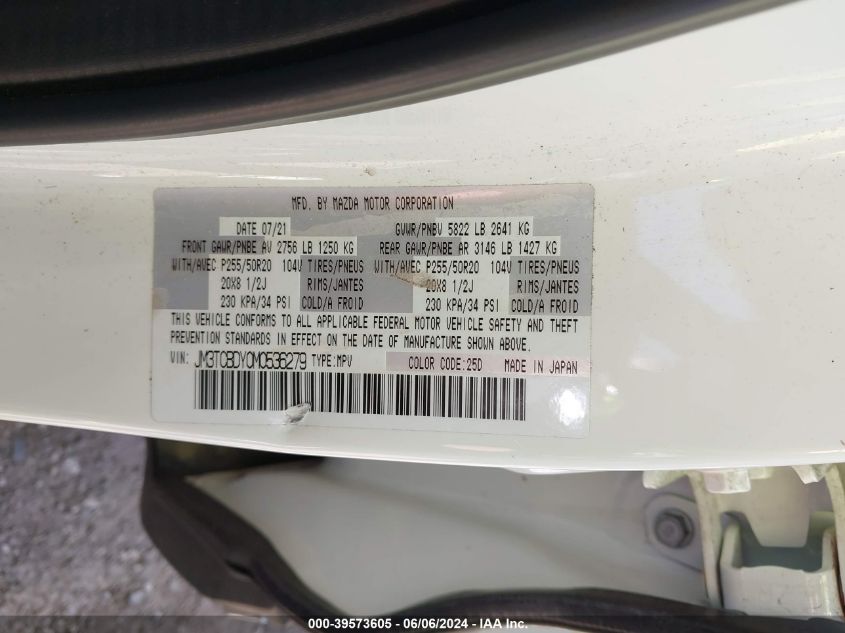 MFD. BY MAZDA MOTOR CORPORATION
DATE 07/21 GVWR/PNBV 5822 LB 2641 KG
FRONT GAWR/PNBE AV 2756 LB 1250 KG REAR GAWR/PNBE AR 3146 LB 1427 KG
WITH/AVEC P255/50R20 104V TIRES/PNEUS WITH/AVEC P255/50R20 104V TIRES/PNEUS
20X8 1/2J RIMS/JANTES 20X8 1/2J RIMS/JANTES
230 KPA/34 PSI COLD/A FROID 230 KPA/34 PSI COLD/A FROID
THIS VEHICLE CONFORMS TO ALL APPLICABLE FEDERAL MOTOR VEHICLE SAFETY AND THEFT
PREVENTION STANDARDS IN EFFECT ON THE DATE OF MANUFACTURE SHOWN ABOVE.
VIN: JM3TCBDY0M0536279 TYPE:MPV COLOR CODE:25D MADE IN JAPAN
000-39573605 - 06/06/2024 - IAA Inc.